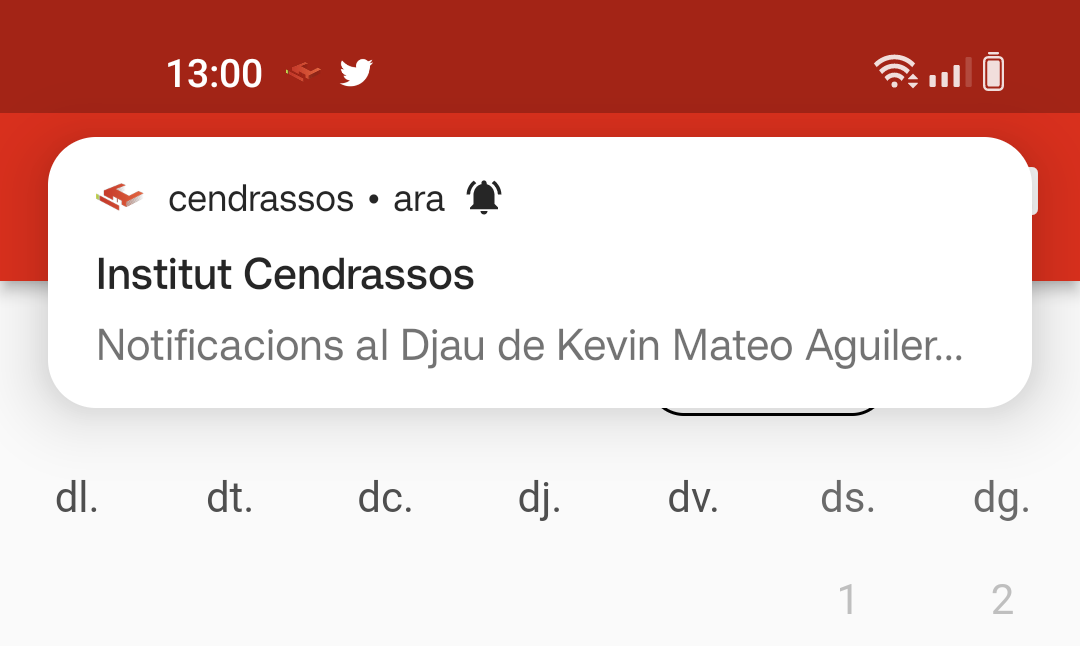 13:00
cendrassos • ara
Institut Cendrassos
Notificacions al Djau de Kevin Mateo Aguiler...
dl. dt. dc. dj. dv. ds. dg.
1 2